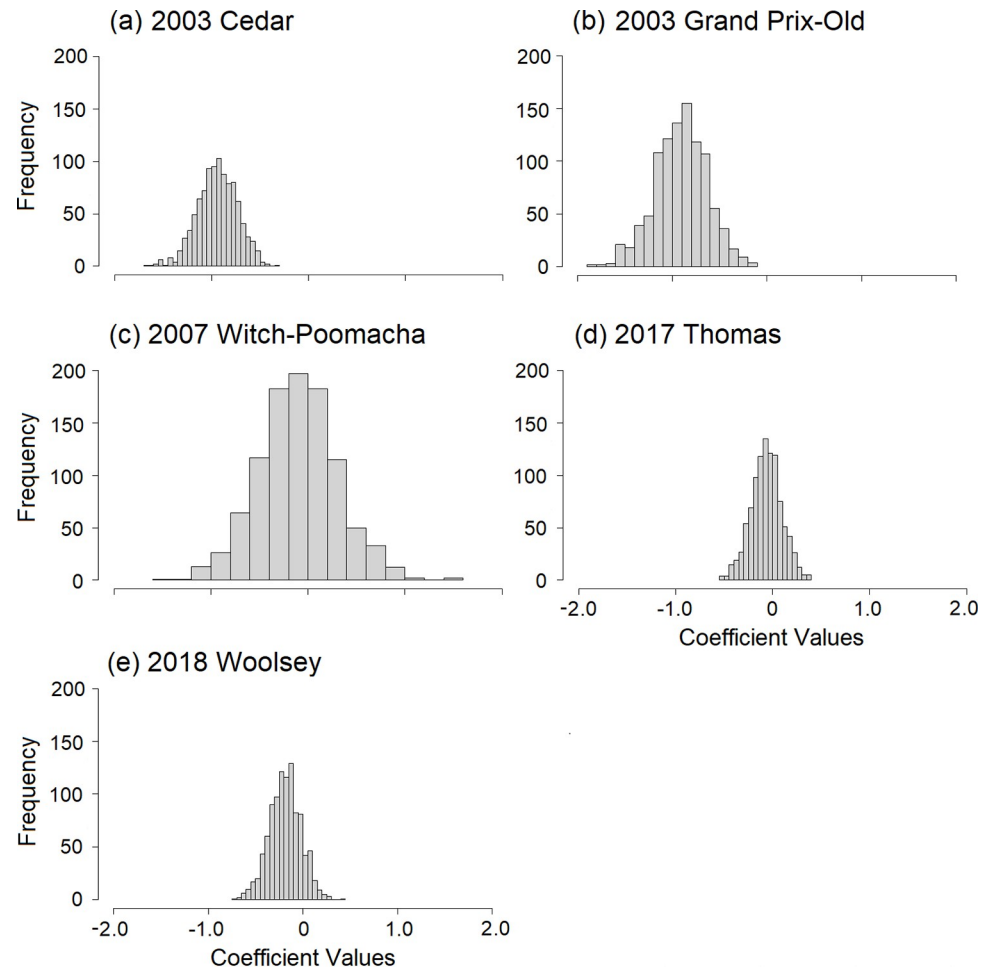 (a) 2003 Cedar
(b) 2003 Grand Prix-Old
200
150
100
50
0
Frequency
200
150
100
50
0
(c) 2007 Witch-Poomacha
(d) 2017 Thomas
200
150
100
50
0
Frequency
200
150
100
50
0
-2.0 -1.0 0 1.0 2.0
Coefficient Values
(e) 2018 Woolsey
200
150
100
50
0
Frequency
-2.0 -1.0 0 1.0 2.0
Coefficient Values